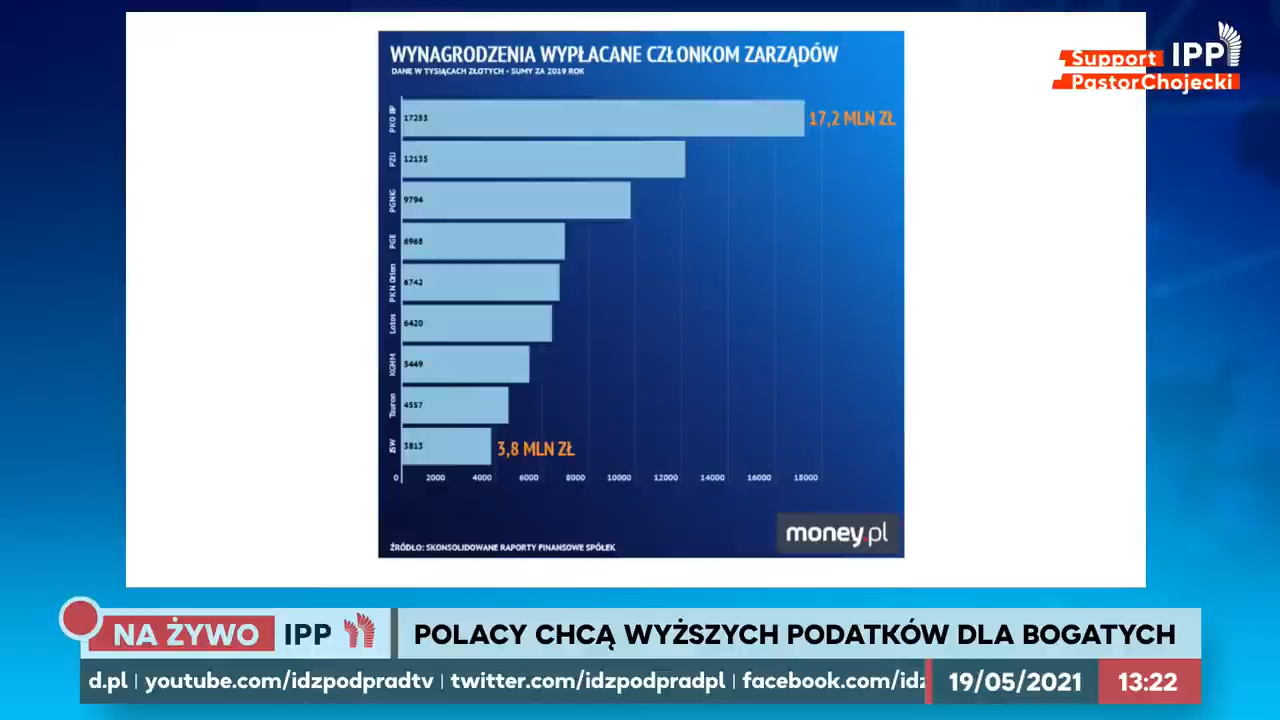 WYNAGRODZENIA WYPŁACANE CZŁONKOM ZARZĄDÓW
DANE W TYSIĄCACH ZŁOTYCH • SUMY ZA 2019 ROK
Support IPP
PastorChojecki
PKO BP 17253 17,2 MLN ZŁ
PZU 12135
PGNIG 9794
PGE 6968
PKN Orlen 6742
Lotos 6420
KGHM 5449
Tauron 4557
JSW 3813 3,8 MLN ZŁ
0 2000 4000 6000 8000 10000 12000 14000 16000 18000
money.pl
ŹRÓDŁO: SKONSOLIDOWANE RAPORTY FINANSOWE SPÓŁEK
NA ŻYWO IPP POLACY CHCĄ WYŻSZYCH PODATKÓW DLA BOGATYCH
d.pl | youtube.com/idzpodpradtv | twitter.com/idzpodpradpl | facebook.com/idz 19/05/2021 13:22